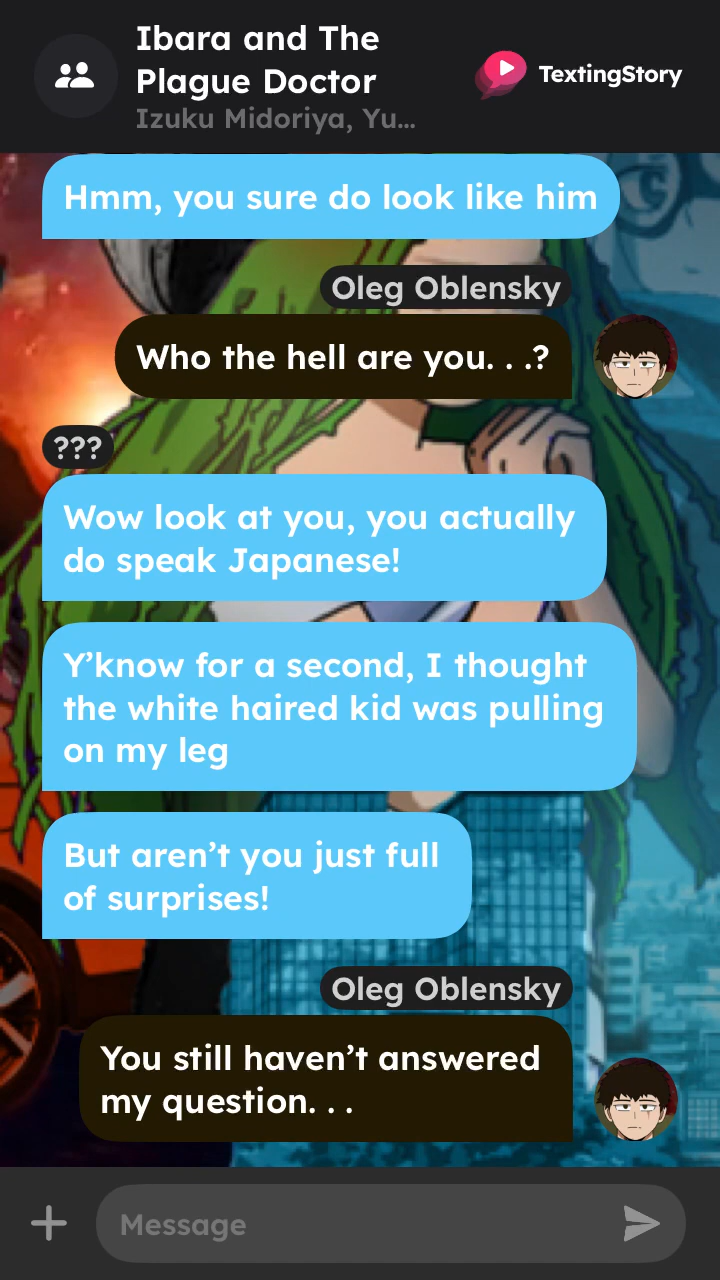 Ibara and The
Plague Doctor
Izuku Midoriya, Yu...
TextingStory
Hmm, you sure do look like him
Oleg Oblensky
Who the hell are you. . .?
???
Wow look at you, you actually
do speak Japanese!
Y’know for a second, I thought
the white haired kid was pulling
on my leg
But aren’t you just full
of surprises!
Oleg Oblensky
You still haven’t answered
my question. . .
Message